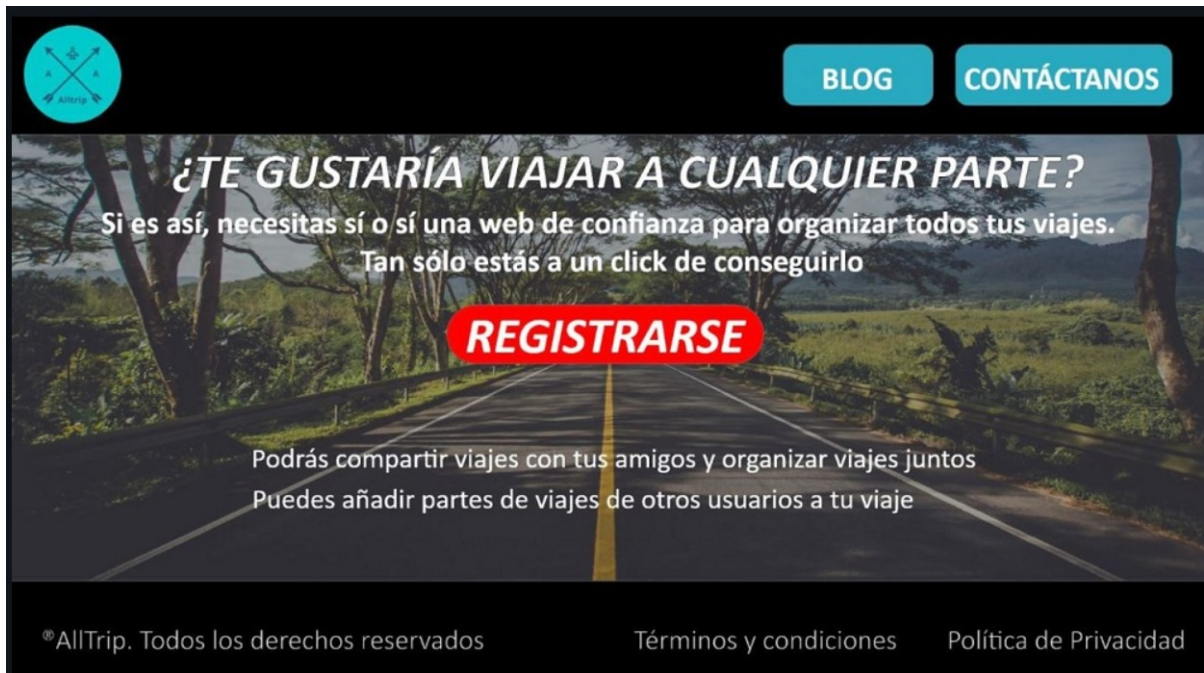 A A
Alltrip
BLOG
CONTÁCTANOS
¿TE GUSTARÍA VIAJAR A CUALQUIER PARTE?
Si es así, necesitas sí o sí una web de confianza para organizar todos tus viajes.
Tan sólo estás a un click de conseguirlo
REGISTRARSE
Podrás compartir viajes con tus amigos y organizar viajes juntos
Puedes añadir partes de viajes de otros usuarios a tu viaje
®AllTrip. Todos los derechos reservados
Términos y condiciones
Política de Privacidad